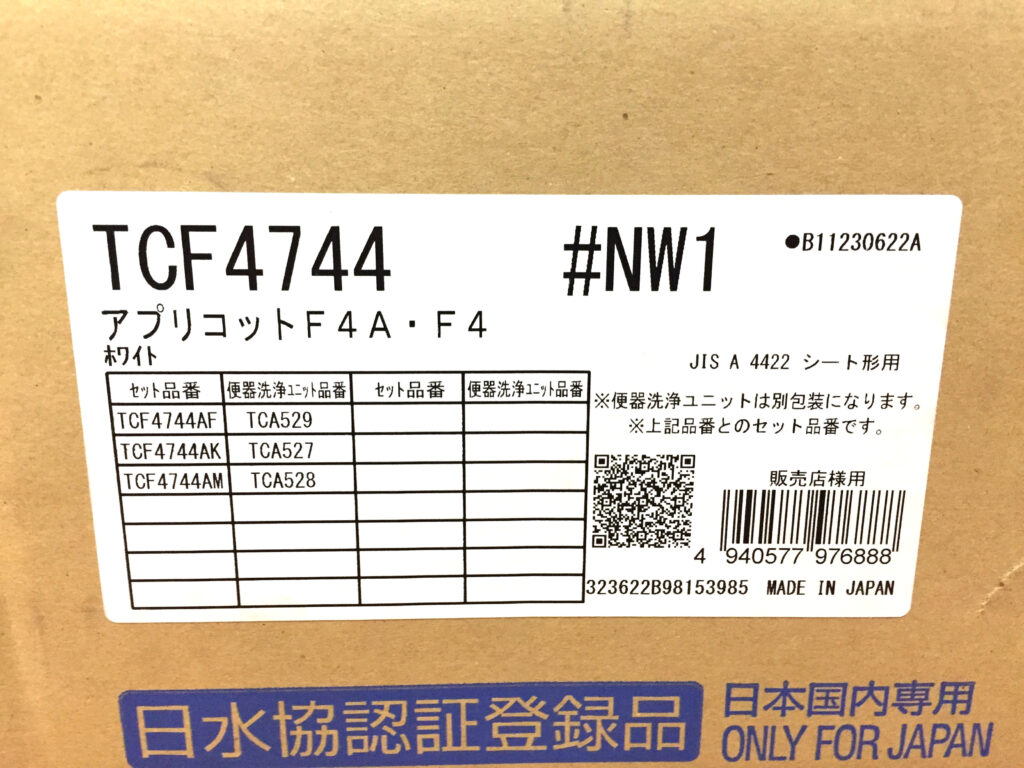 TCF4744 #NW1 ●B11230622A
アプリコットF4A・F4
ホワイト
JIS A 4422 シート形用
セット品番 便器洗浄ユニット品番 セット品番 便器洗浄ユニット品番
TCF4744AF TCA529
TCF4744AK TCA527
TCF4744AM TCA528
※便器洗浄ユニットは別包装になります。
※上記品番とのセット品番です。
販売店様用
4 940577 976888
323622B98153985 MADE IN JAPAN
日水協認証登録品
日本国内専用
ONLY FOR JAPAN